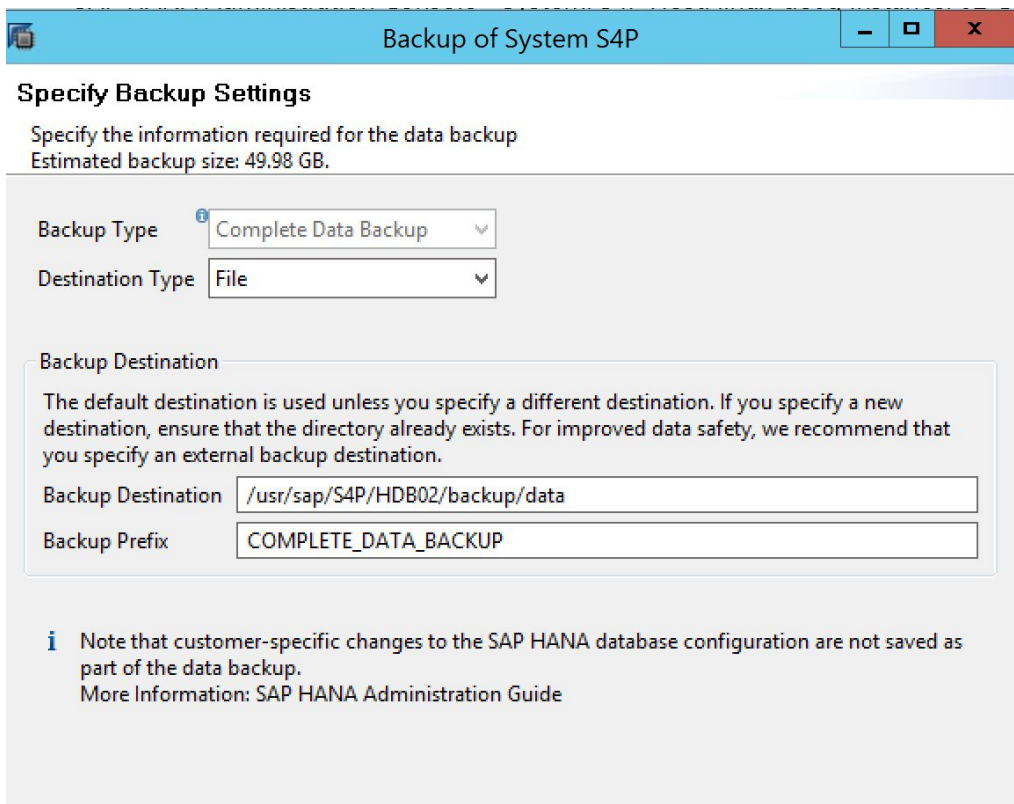 Backup of System S4P
Specify Backup Settings
Specify the information required for the data backup
Estimated backup size: 49.98 GB.
Backup Type
Complete Data Backup
Destination Type
File
Backup Destination
The default destination is used unless you specify a different destination. If you specify a new
destination, ensure that the directory already exists. For improved data safety, we recommend that
you specify an external backup destination.
Backup Destination
/usr/sap/S4P/HDB02/backup/data
Backup Prefix
COMPLETE_DATA_BACKUP
Note that customer-specific changes to the SAP HANA database configuration are not saved as
part of the data backup.
More Information: SAP HANA Administration Guide